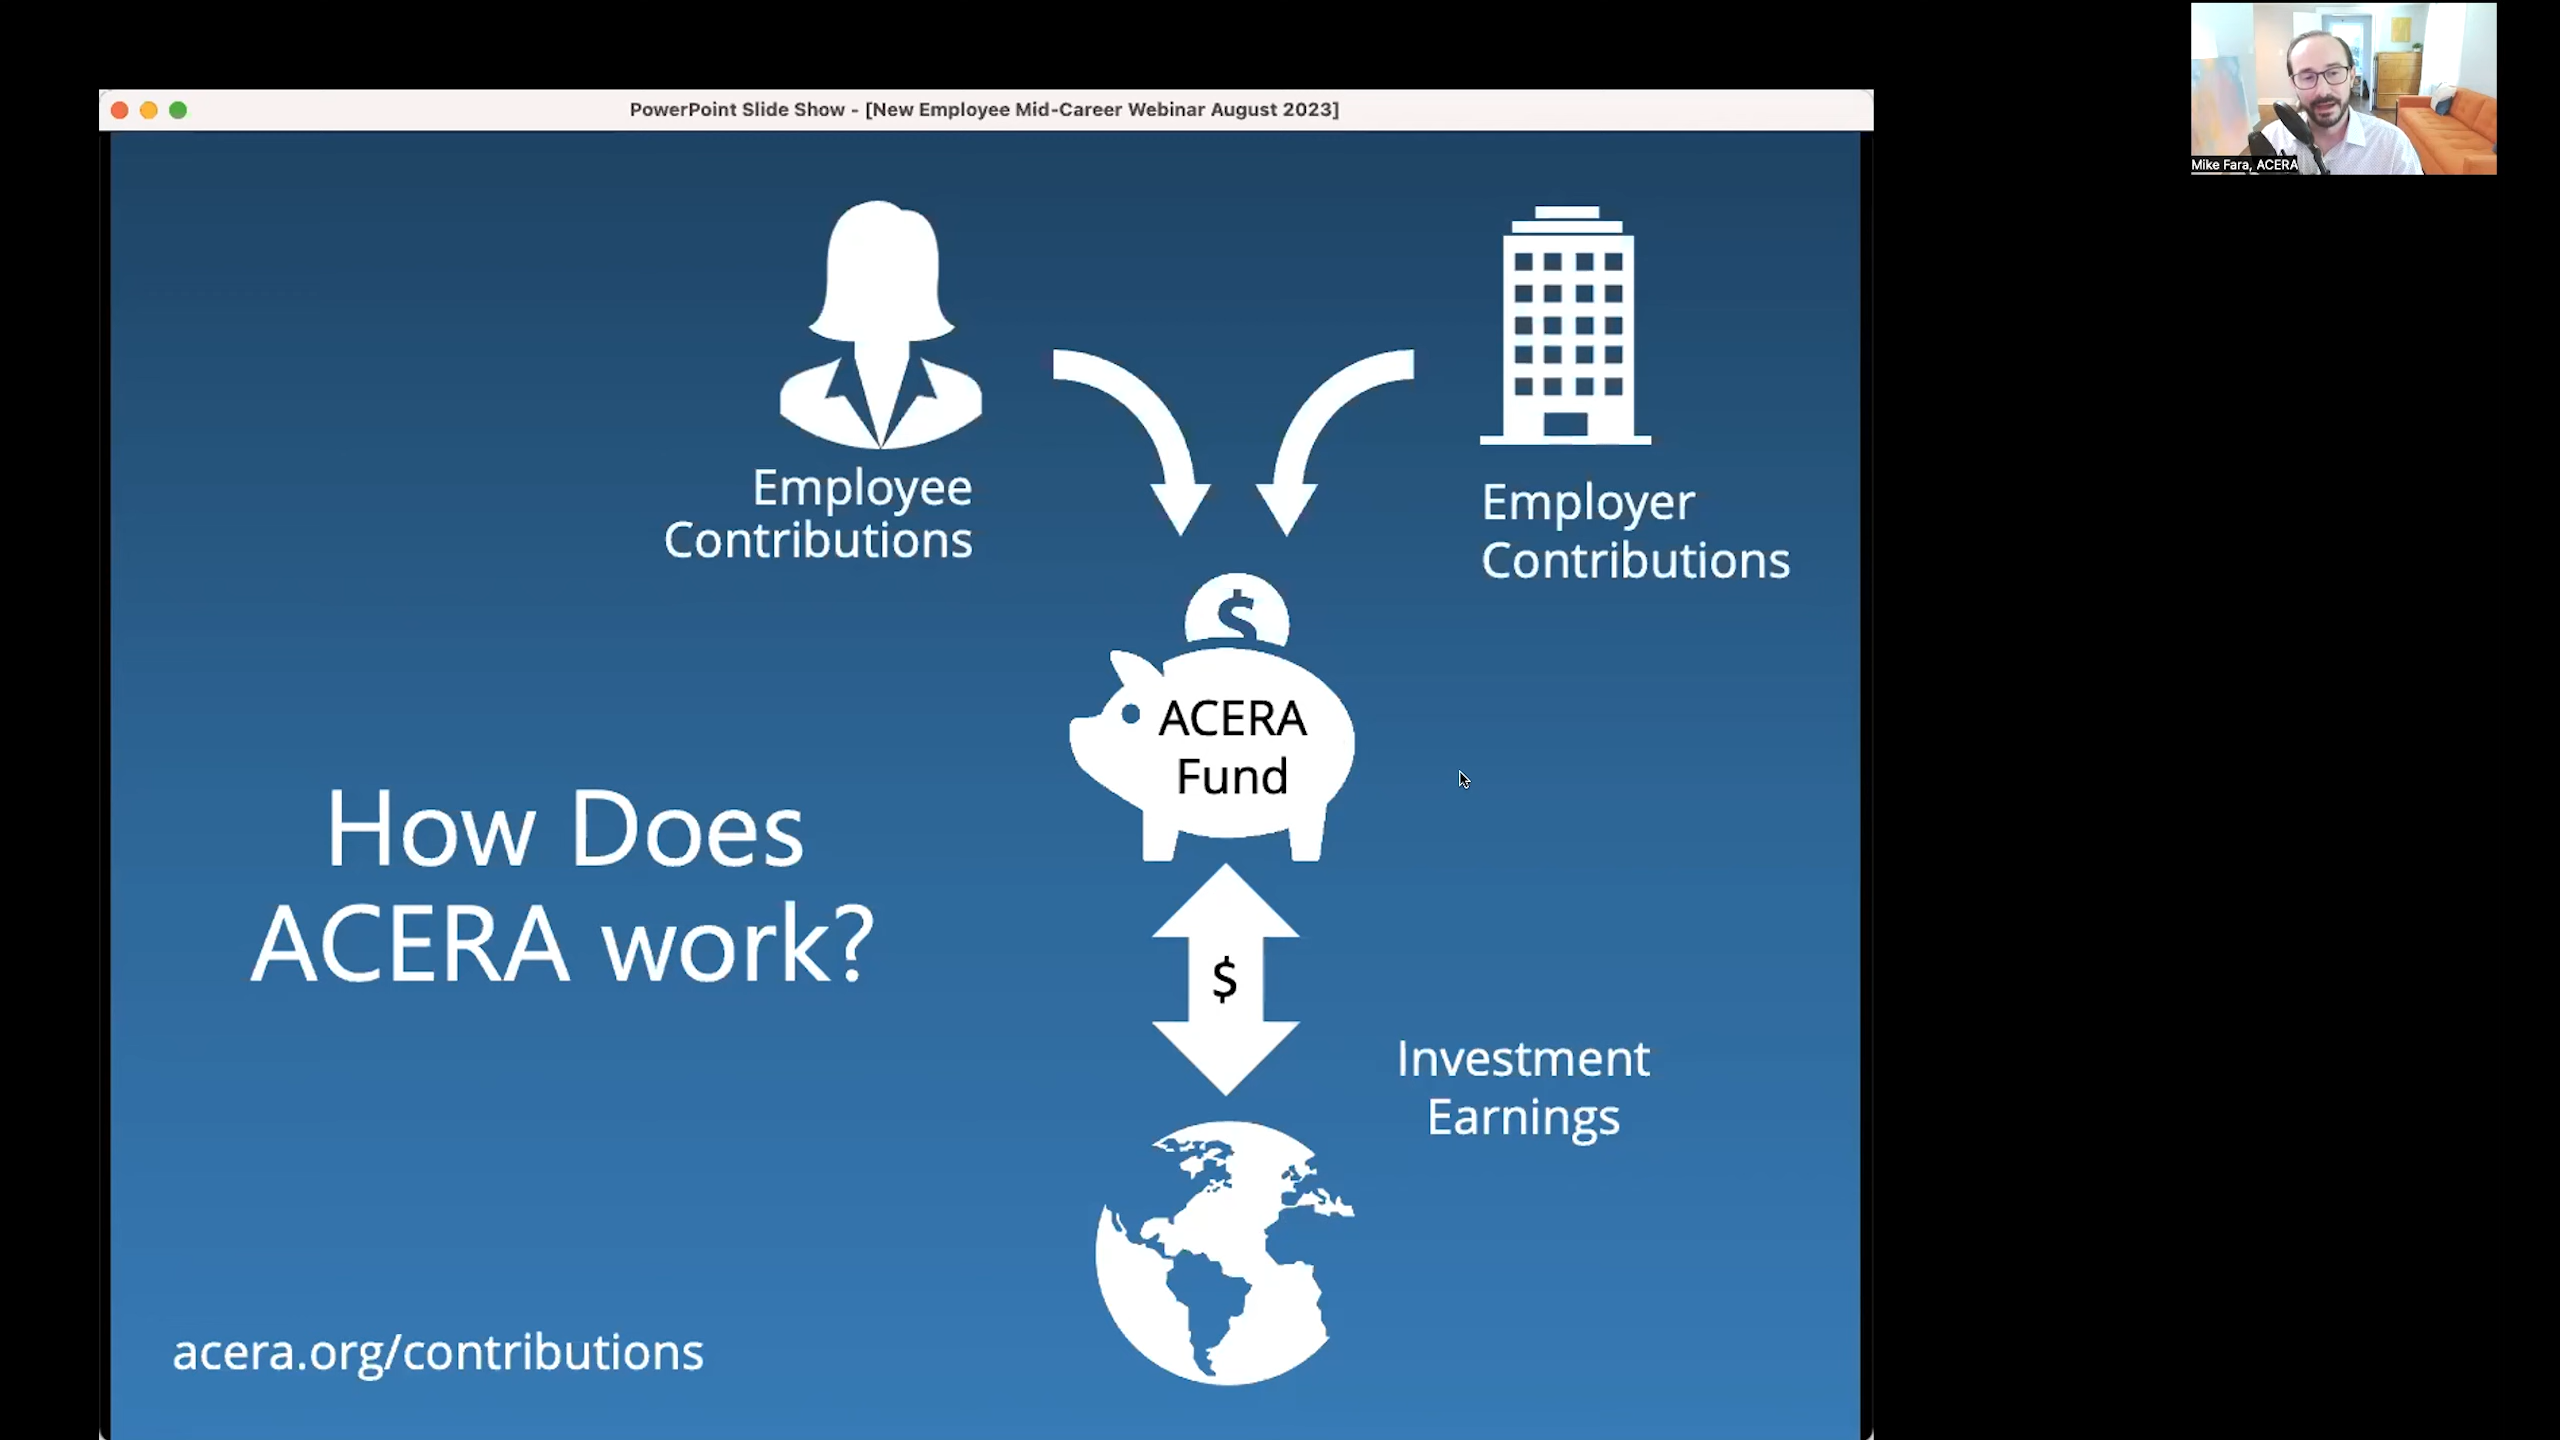 PowerPoint Slide Show - [New Employee Mid-Career Webinar August 2023]
Mike Fara, ACERA
Employee
Contributions
Employer
Contributions
$
ACERA
Fund
How Does
ACERA work?
$
Investment
Earnings
acera.org/contributions